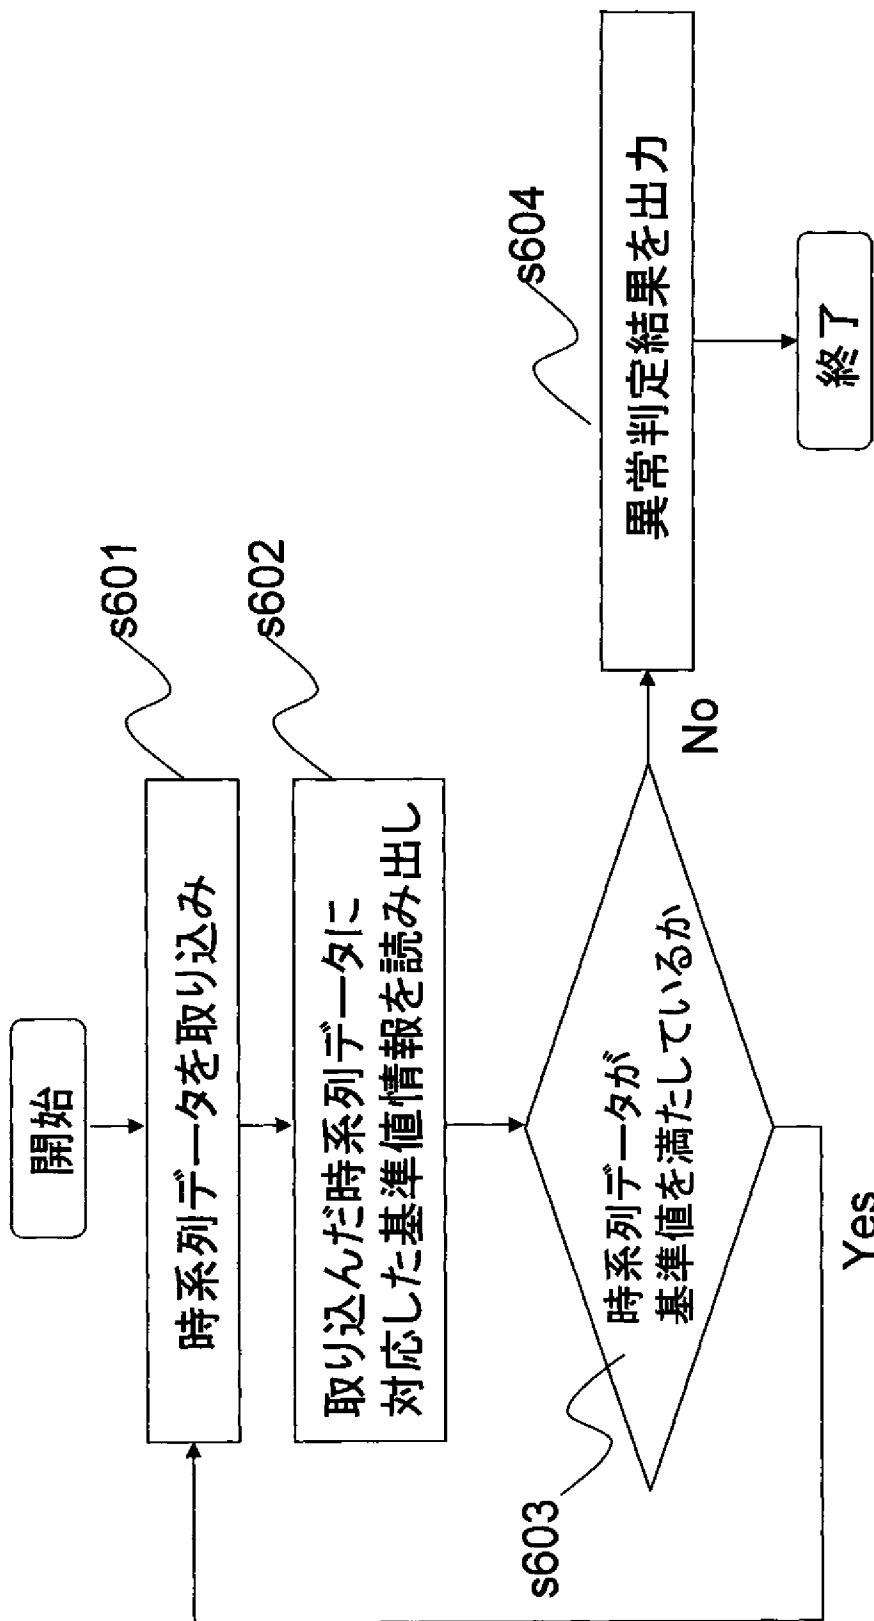 開始
s601
時系列データを取り込み
s602
取り込んだ時系列データに
対応した基準値情報を読み出し
s603
時系列データが
基準値を満たしているか
No
Yes
s604
異常判定結果を出力
終了